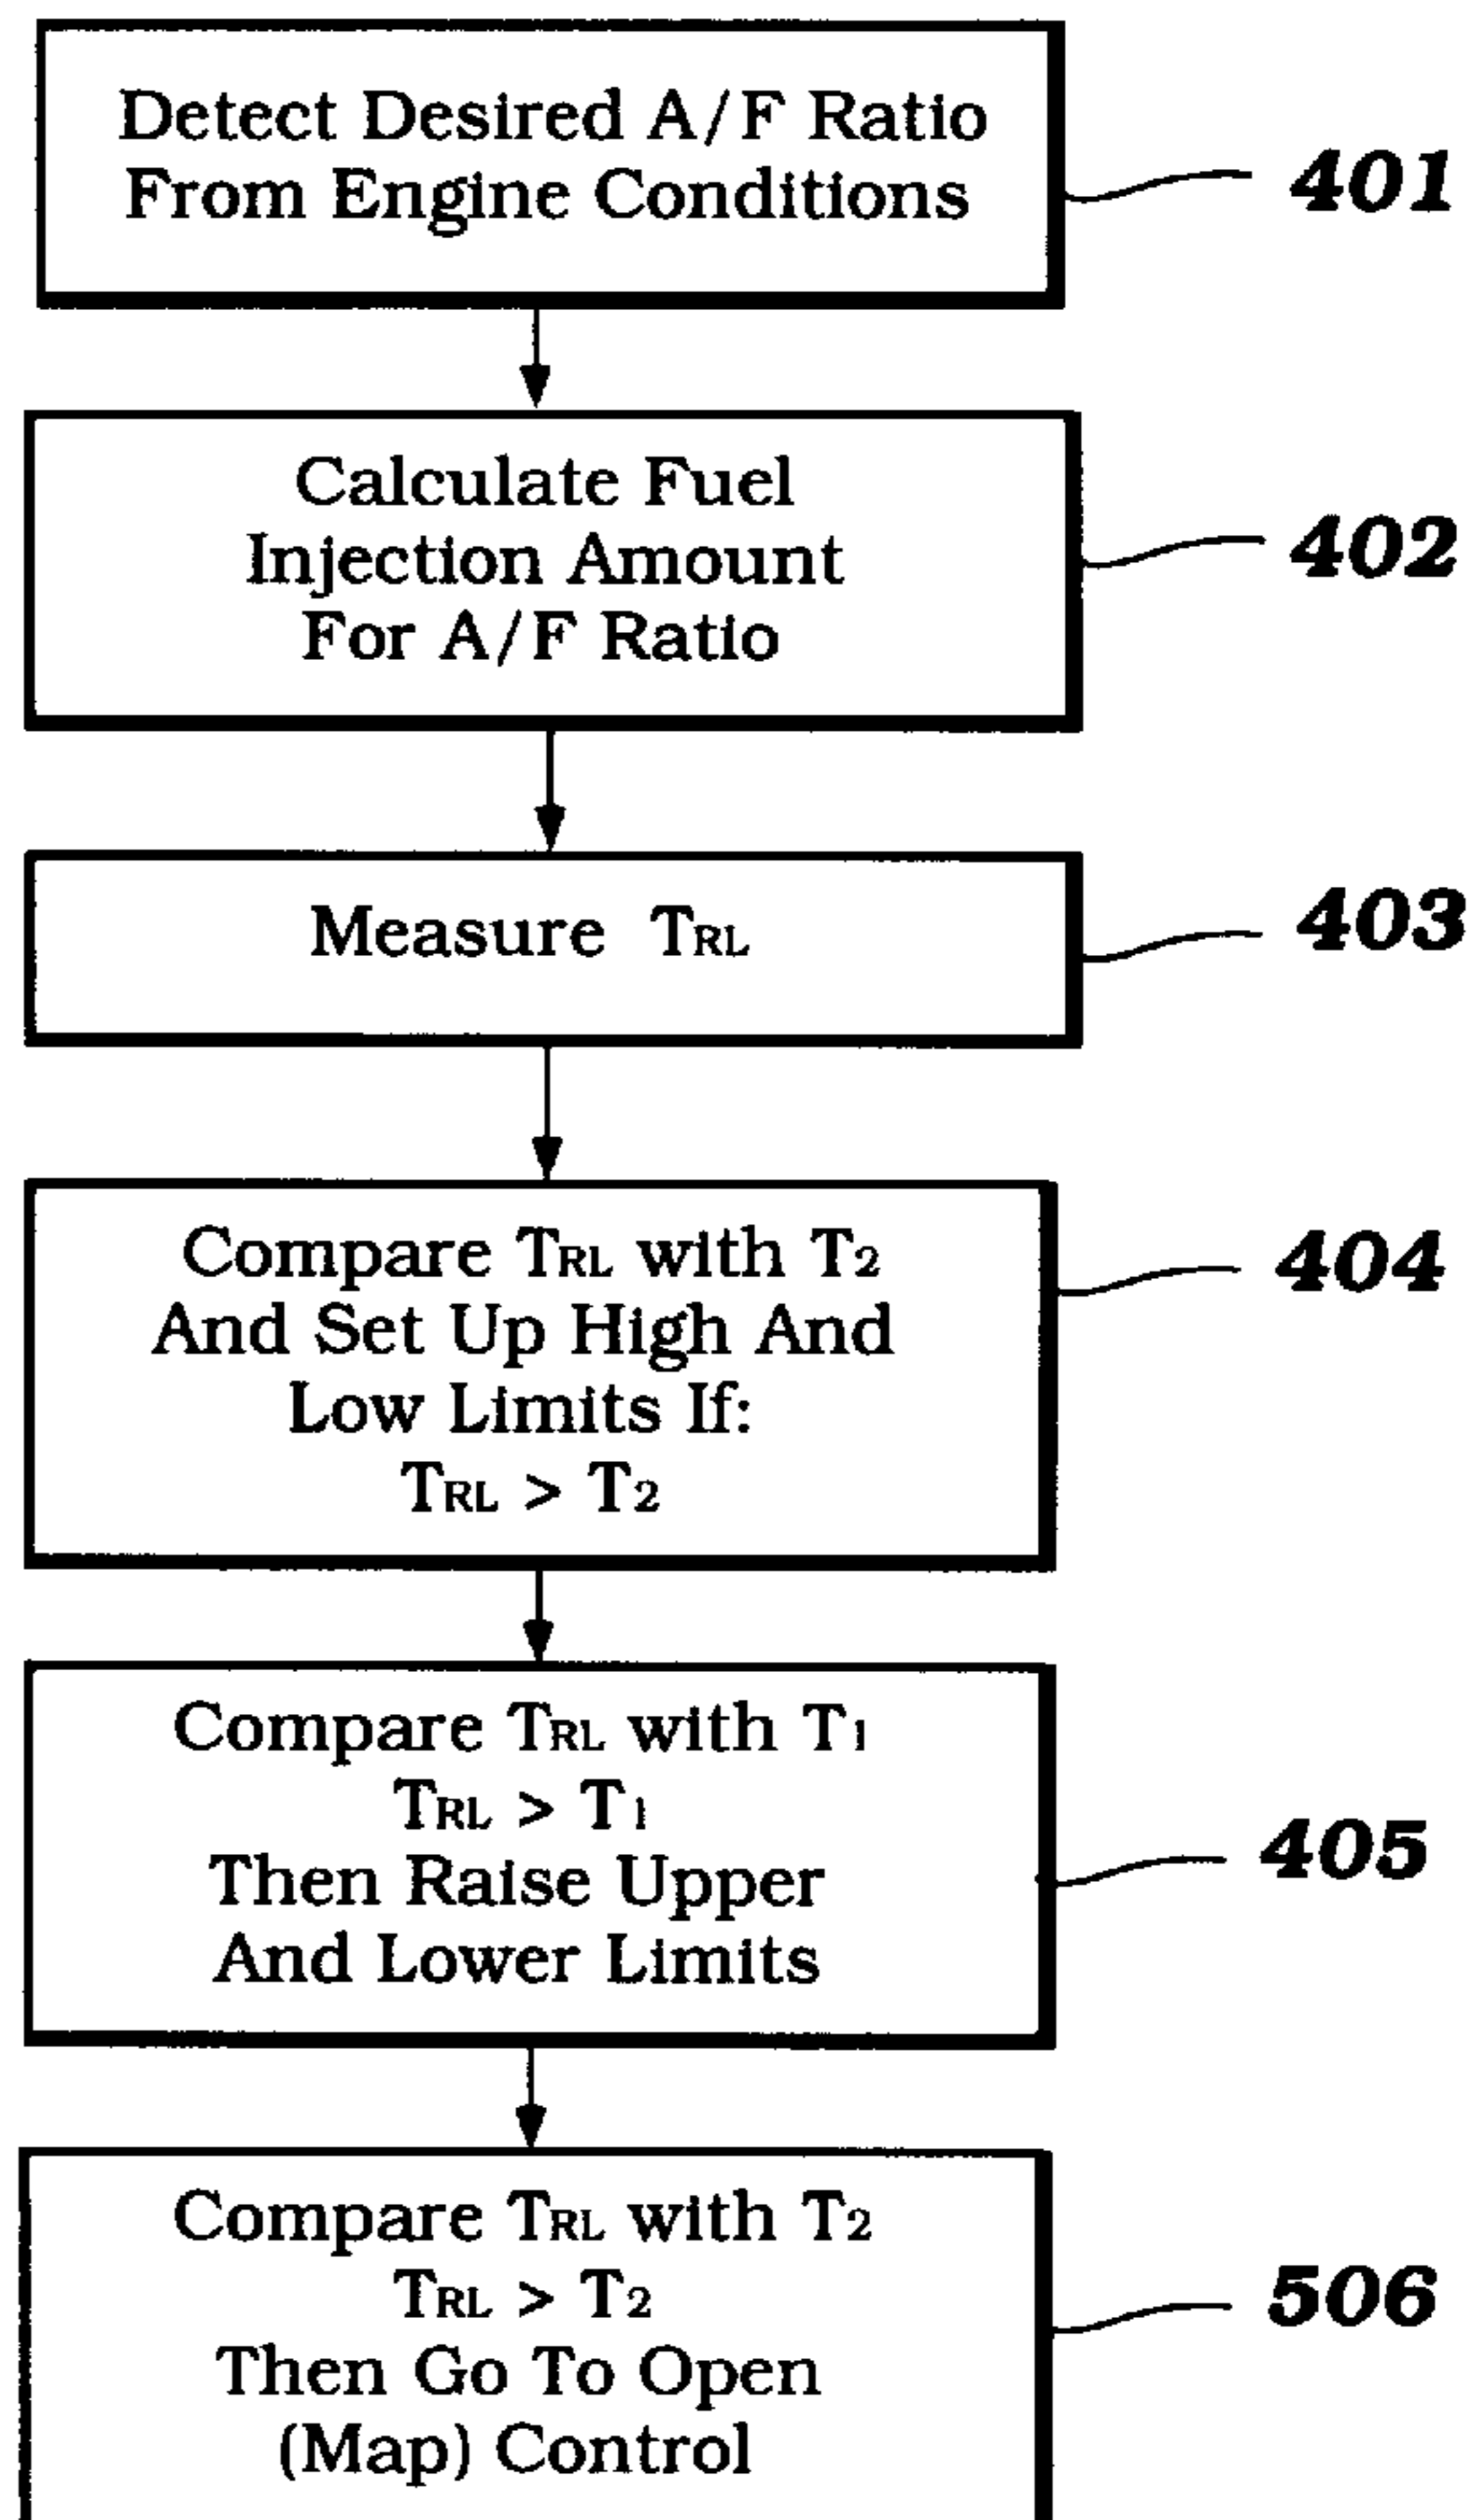 Detect Desired A/F Ratio
From Engine Conditions
401
Calculate Fuel
Injection Amount
For A/F Ratio
402
Measure TRL
403
Compare TRL with T2
And Set Up High And
Low Limits If:
TRL > T2
404
Compare TRL with T1
TRL > T1
Then Raise Upper
And Lower Limits
405
Compare TRL with T2
TRL > T2
Then Go To Open
(Map) Control
506